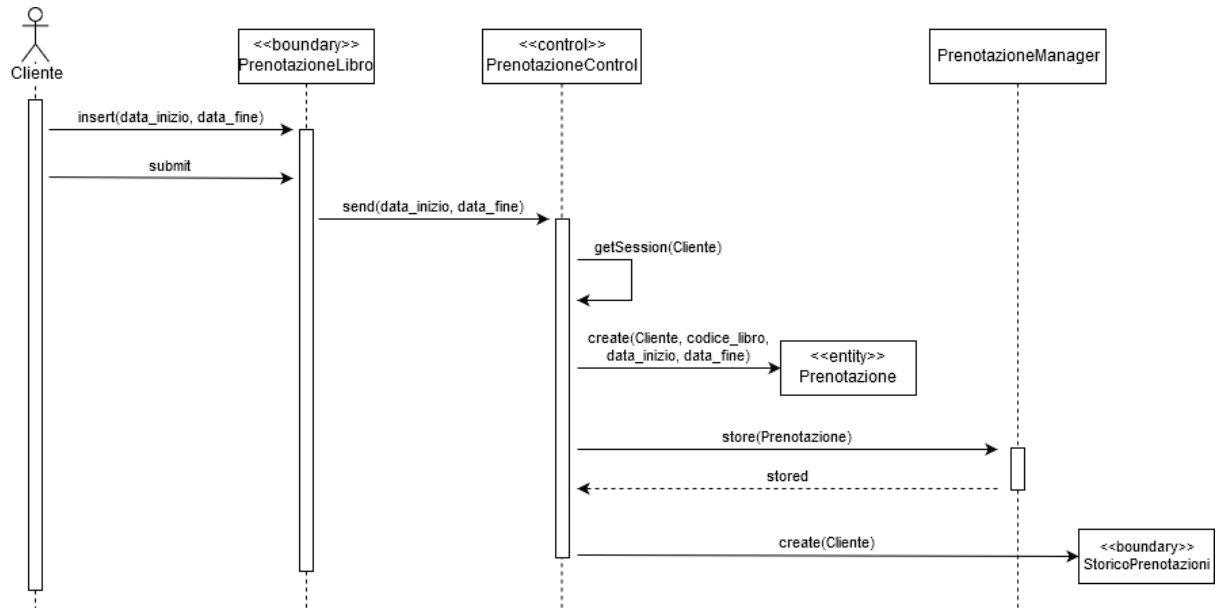 Cliente
<<boundary>>
PrenotazioneLibro
<<control>>
PrenotazioneControl
PrenotazioneManager
insert(data_inizio, data_fine)
submit
send(data_inizio, data_fine)
getSession(Cliente)
create(Cliente, codice_libro,
data_inizio, data_fine)
<<entity>>
Prenotazione
store(Prenotazione)
stored
create(Cliente)
<<boundary>>
StoricoPrenotazioni